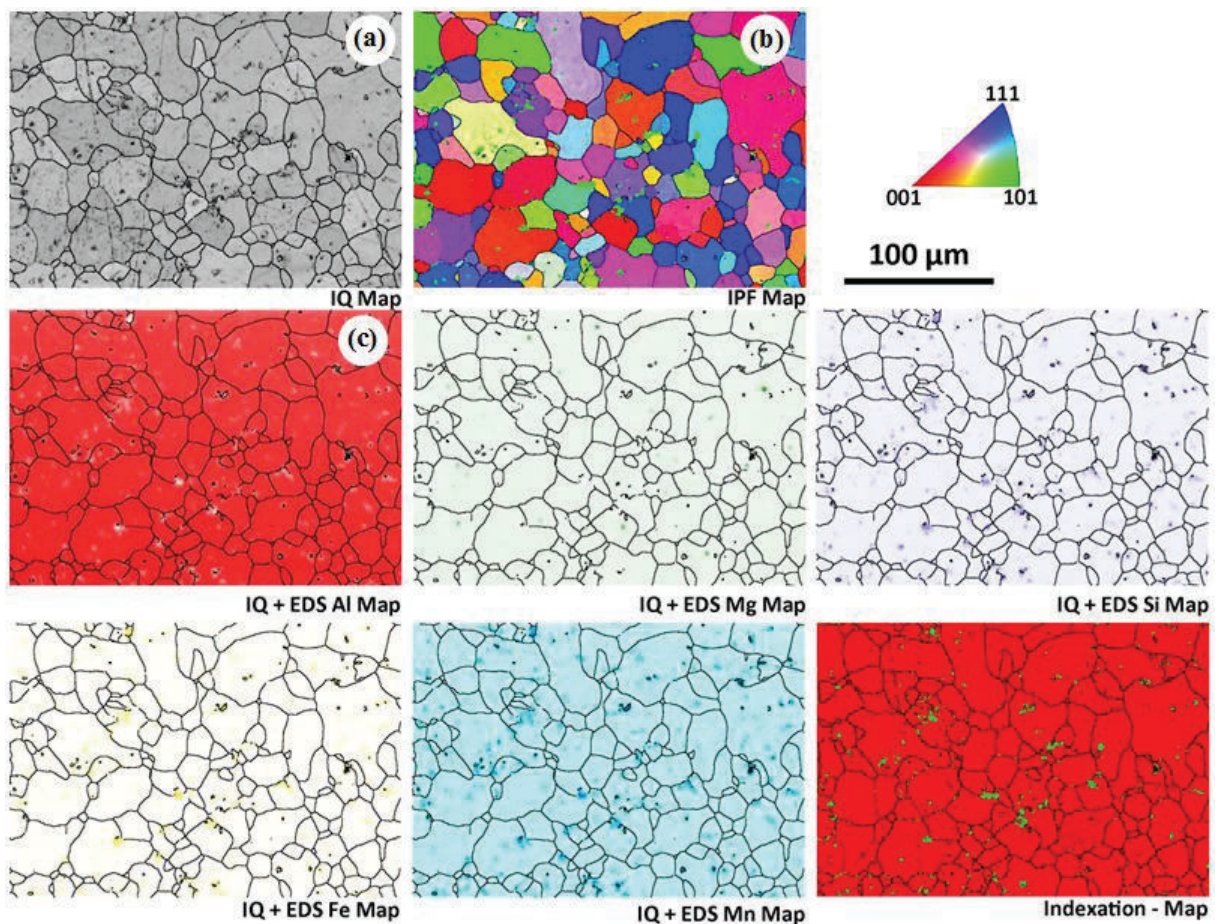 (a)
(b)
111
001
101
100 µm
IQ Map
IPF Map
(c)
IQ + EDS Al Map
IQ + EDS Mg Map
IQ + EDS Si Map
IQ + EDS Fe Map
IQ + EDS Mn Map
Indexation - Map